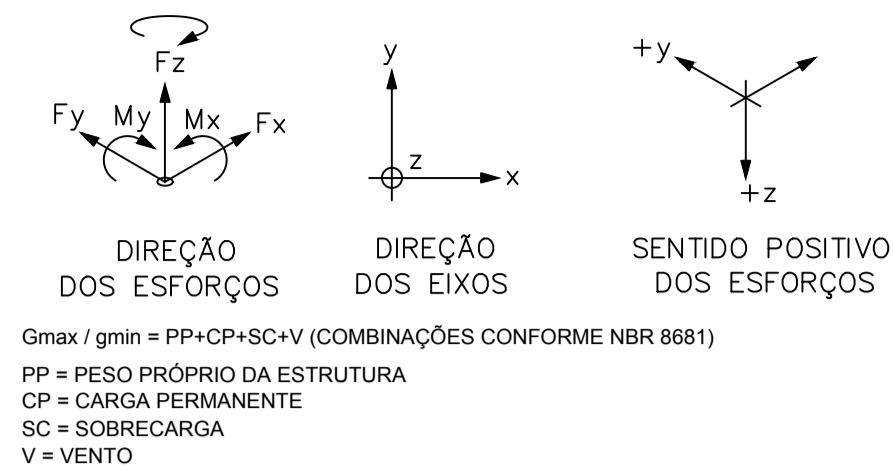 Fz
Fy My Mx Fx
y
z
x
+y
+z
DIREÇÃO
DOS ESFORÇOS
DIREÇÃO
DOS EIXOS
SENTIDO POSITIVO
DOS ESFORÇOS
Gmax / gmin = PP+CP+SC+V (COMBINAÇÕES CONFORME NBR 8681)
PP = PESO PRÓPRIO DA ESTRUTURA
CP = CARGA PERMANENTE
SC = SOBRECARGA
V = VENTO